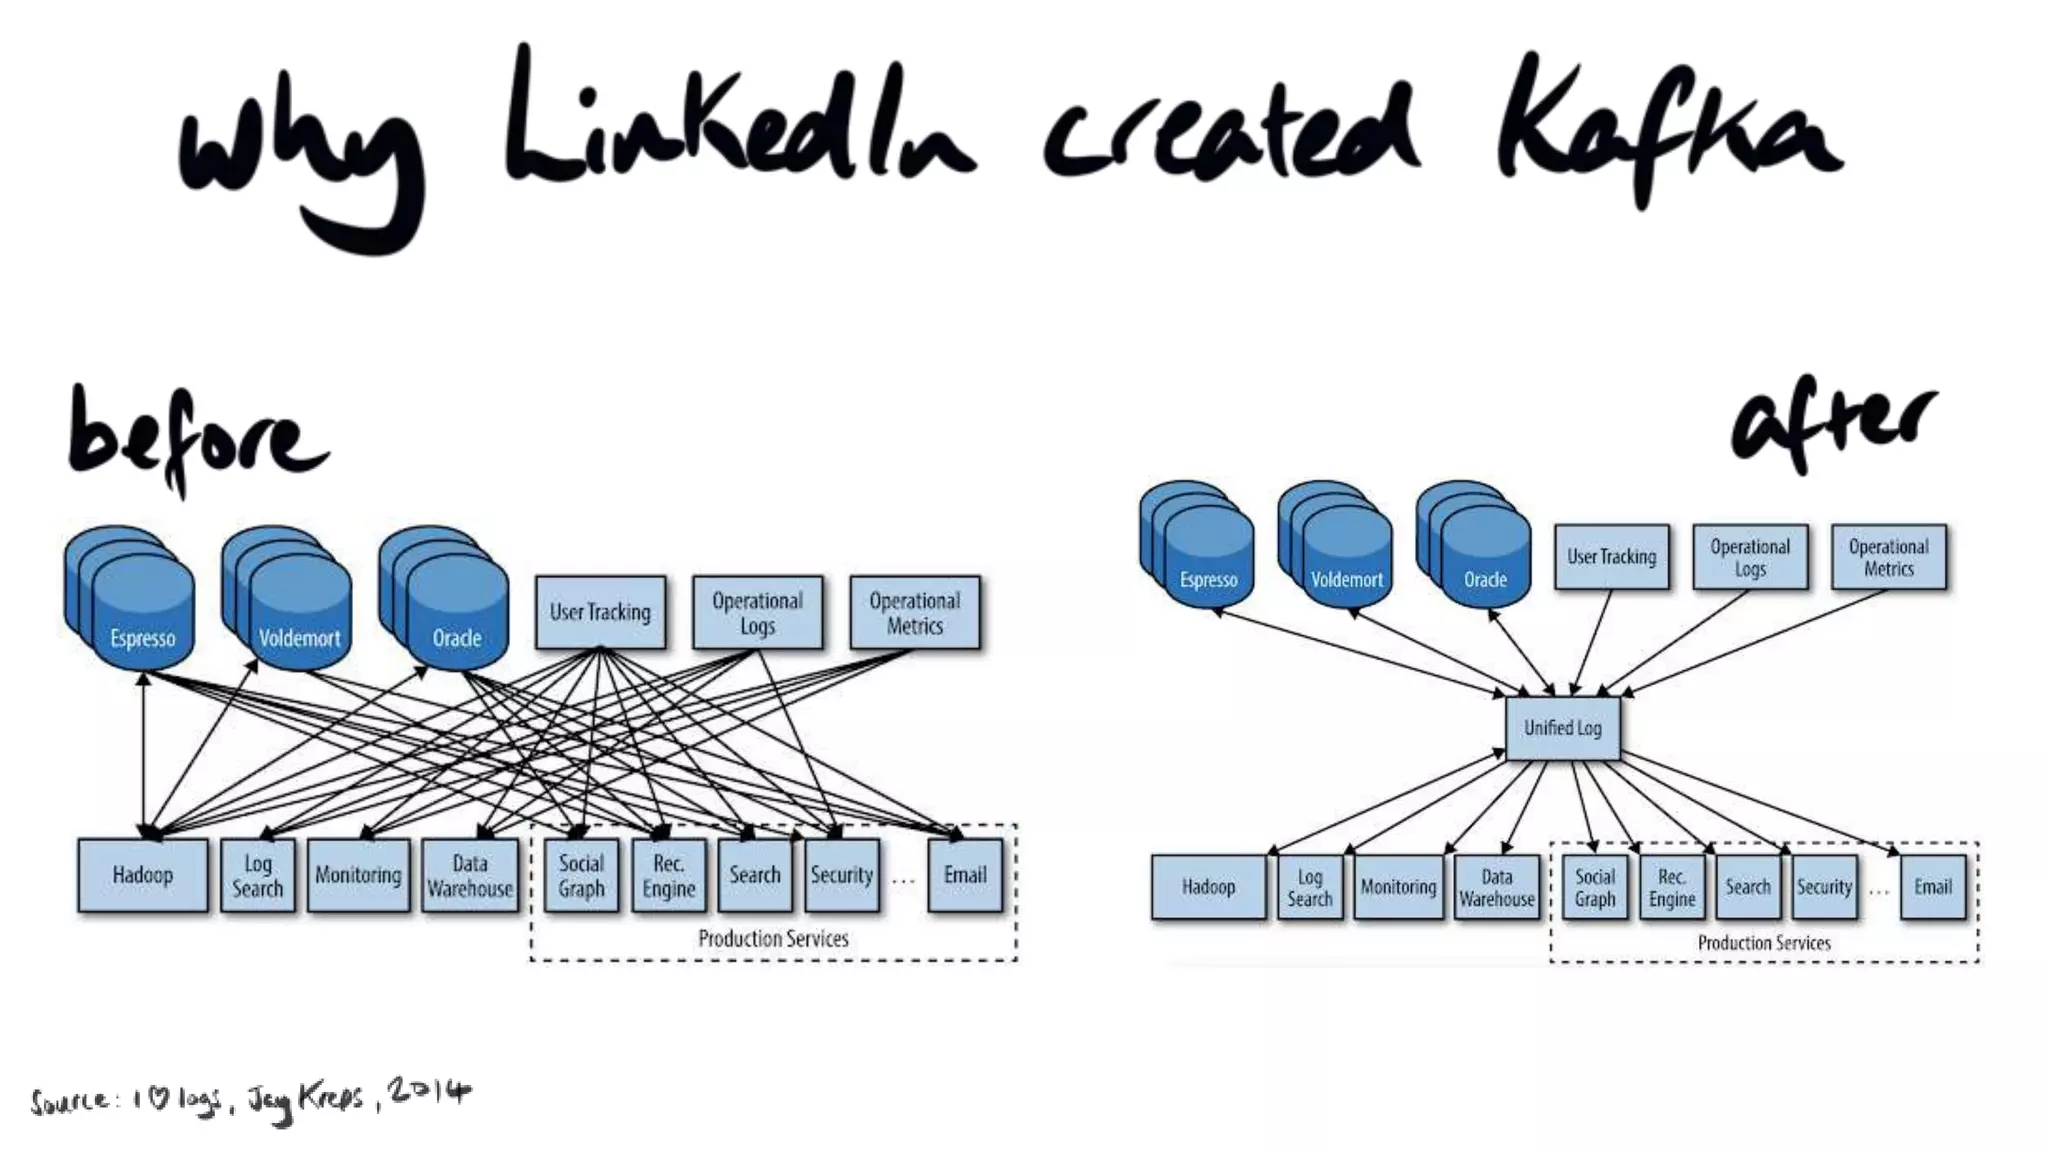 why LinkedIn created Kafka
before
after
Espresso
Voldemort
Oracle
User Tracking
Operational
Logs
Operational
Metrics
Hadoop
Log
Search
Monitoring
Data
Warehouse
Social
Graph
Rec.
Engine
Search
Security
...
Email
Production Services
Espresso
Voldemort
Oracle
User Tracking
Operational
Logs
Operational
Metrics
Unified Log
Hadoop
Log
Search
Monitoring
Data
Warehouse
Social
Graph
Rec.
Engine
Search
Security
...
Email
Production Services
Source: I ♡ logs, Jay Kreps, 2014